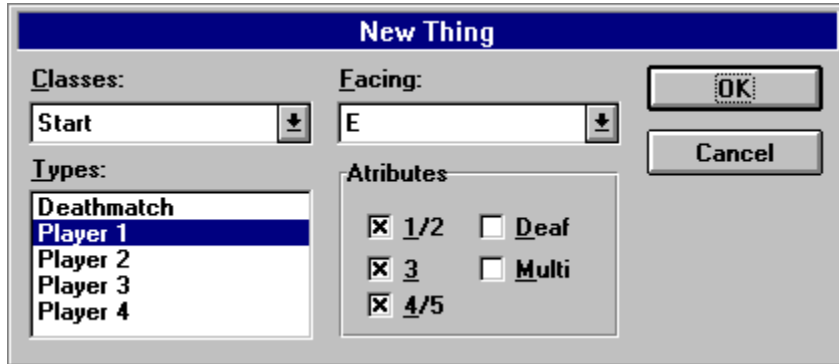 New Thing
Classes:
Start
Types:
Deathmatch
Player 1
Player 2
Player 3
Player 4
Facing:
E
Atributes
1/2
Deaf
3
Multi
4/5
OK
Cancel